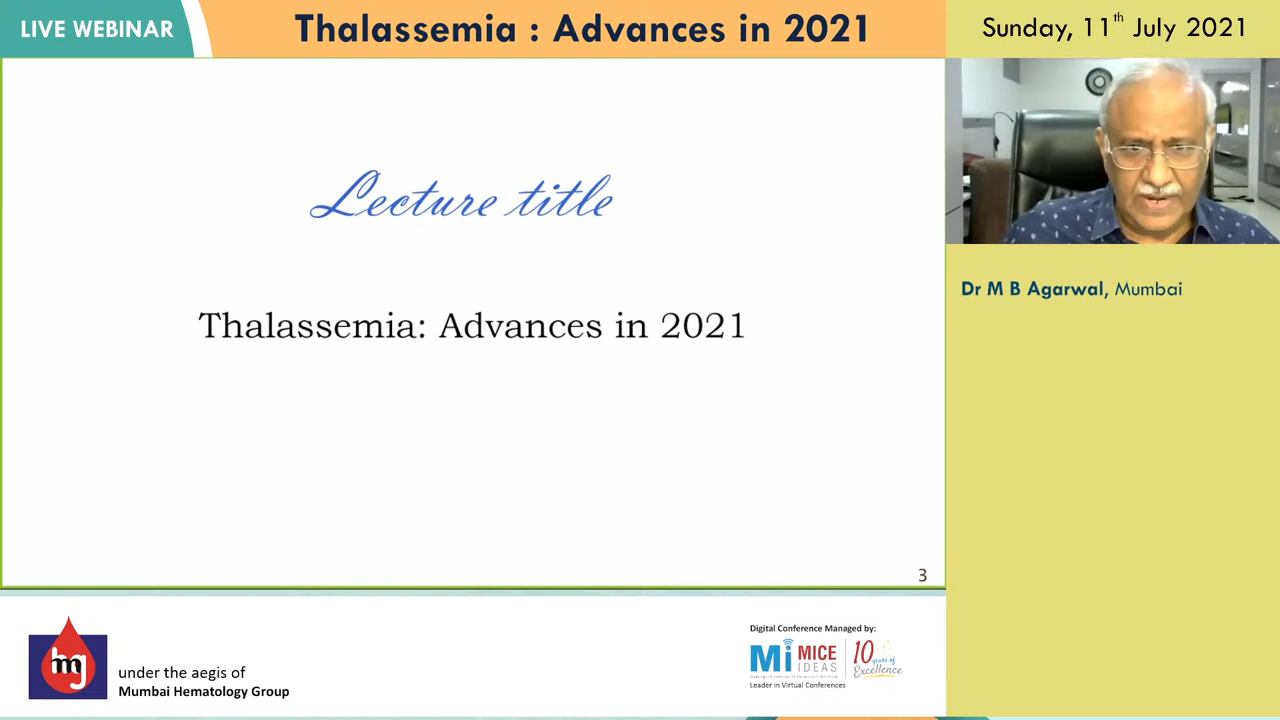 LIVE WEBINAR
Thalassemia : Advances in 2021
Sunday, 11th July 2021
Lecture title
Thalassemia: Advances in 2021
Dr M B Agarwal, Mumbai
3
hg
under the aegis of
Mumbai Hematology Group
Digital Conference Managed by:
Mi MICE IDEAS
10 years of Excellence
Leader in Virtual Conferences